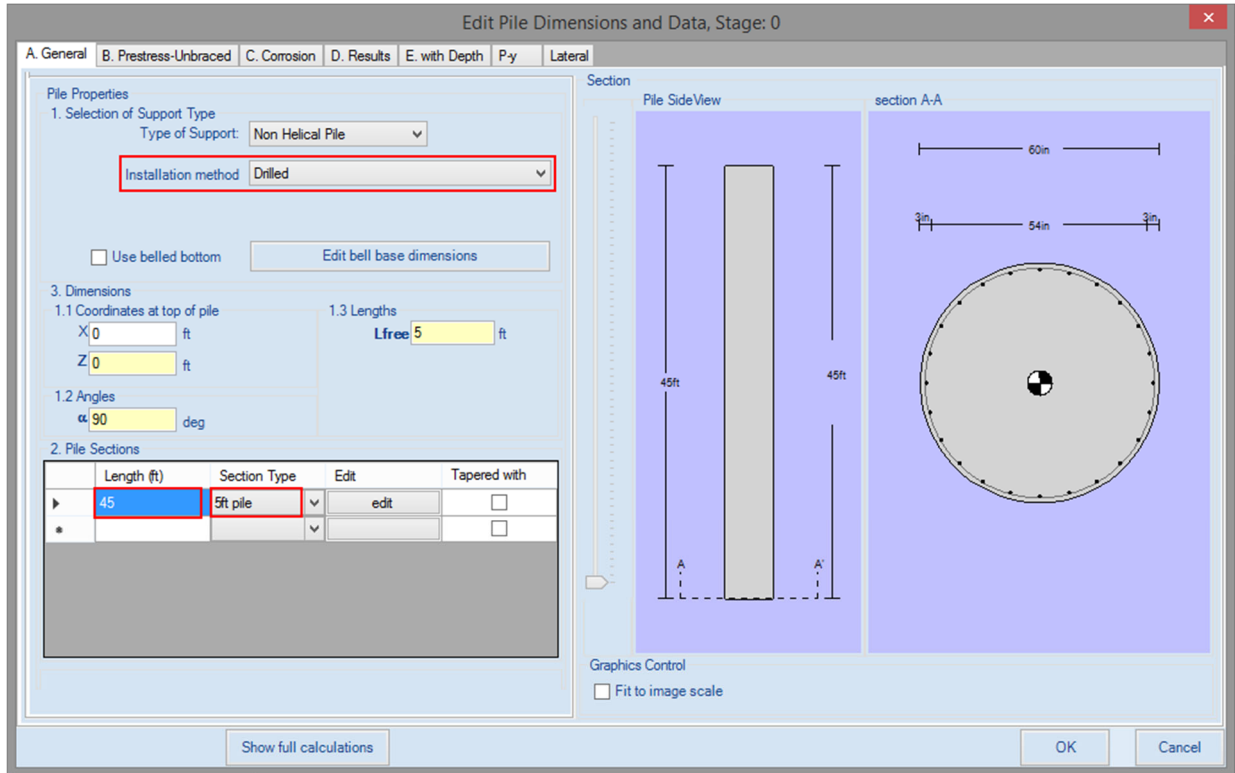 Edit Pile Dimensions and Data, Stage: 0
A. General B. Prestress-Unbraced C. Corrosion D. Results E. with Depth P-y Lateral
Pile Properties
1. Selection of Support Type
Type of Support: Non Helical Pile
Installation method Drilled
Use belled bottom Edit bell base dimensions
3. Dimensions
1.1 Coordinates at top of pile
X 0 ft
Z 0 ft
1.3 Lengths
Lfree 5 ft
1.2 Angles
α 90 deg
2. Pile Sections
Length (ft) Section Type Edit Tapered with
45 5ft pile edit
Section
Pile SideView
45ft 45ft
A A'
section A-A
60in
3in 54in 3in
Graphics Control
Fit to image scale
Show full calculations OK Cancel